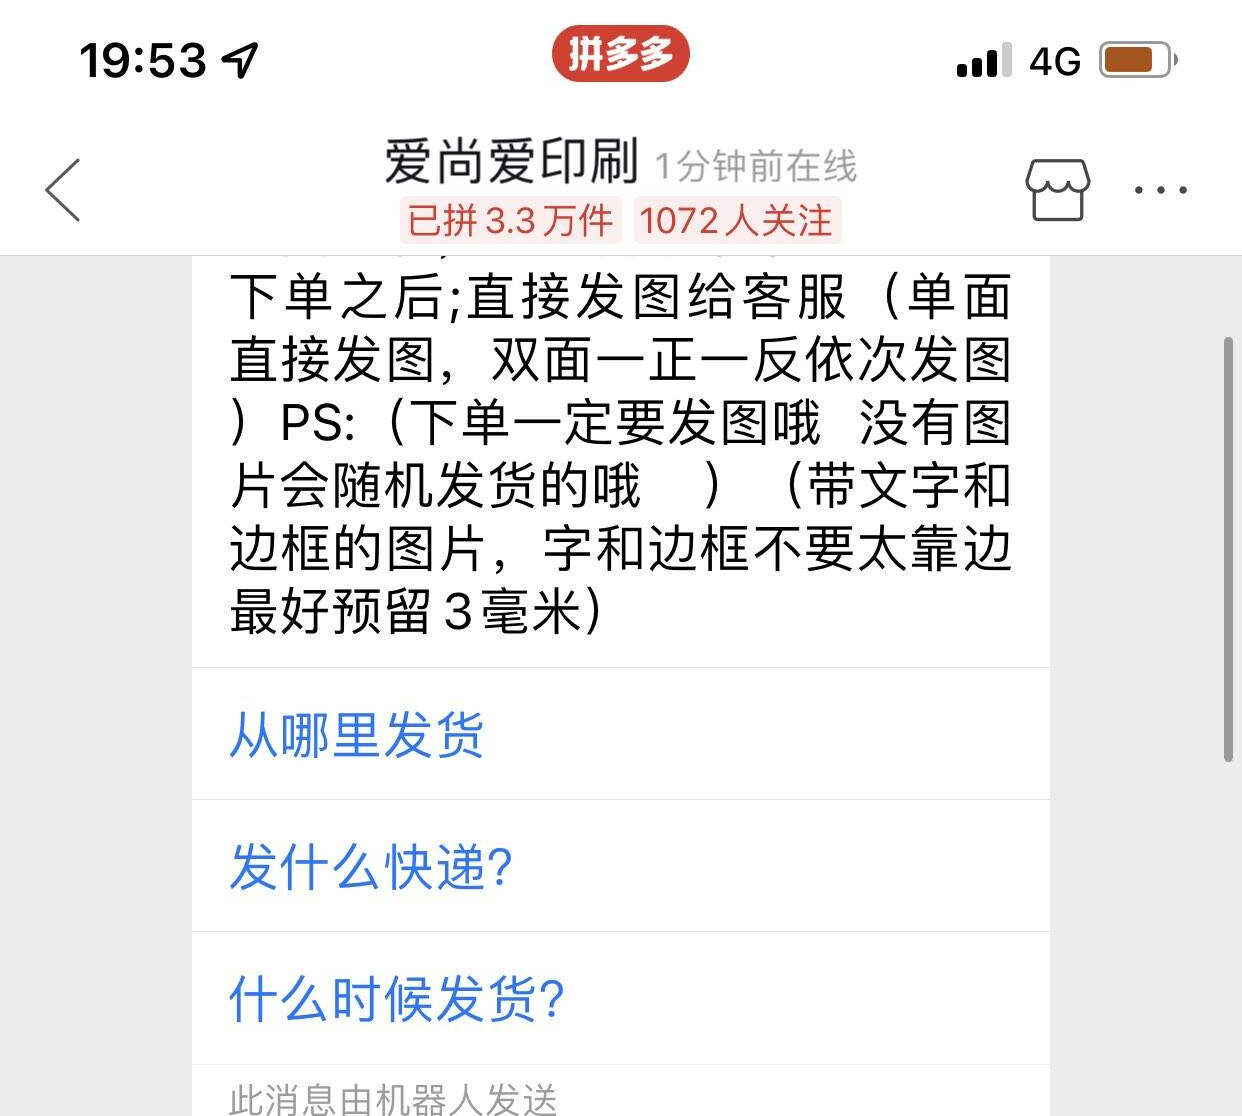 19:53
拼多多
4G
爱尚爱印刷 1分钟前在线
已拼3.3万件 1072人关注
下单之后;直接发图给客服（单面
直接发图，双面一正一反依次发图
）PS:（下单一定要发图哦 没有图
片会随机发货的哦 ）（带文字和
边框的图片，字和边框不要太靠边
最好预留3毫米）
从哪里发货
发什么快递?
什么时候发货?
此消息由机器人发送